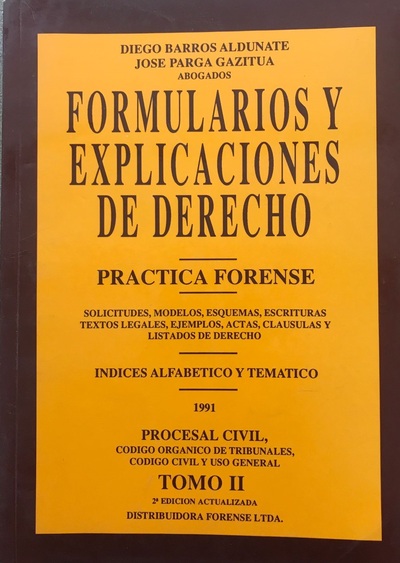 DIEGO BARROS ALDUNATE
JOSE PARGA GAZITUA
ABOGADOS
FORMULARIOS Y
EXPLICACIONES
DE DERECHO
PRACTICA FORENSE
SOLICITUDES, MODELOS, ESQUEMAS, ESCRITURAS
TEXTOS LEGALES, EJEMPLOS, ACTAS, CLAUSULAS Y
LISTADOS DE DERECHO
INDICES ALFABETICO Y TEMATICO
1991
PROCESAL CIVIL,
CODIGO ORGANICO DE TRIBUNALES,
CODIGO CIVIL Y USO GENERAL
TOMO II
2ª EDICION ACTUALIZADA
DISTRIBUIDORA FORENSE LTDA.